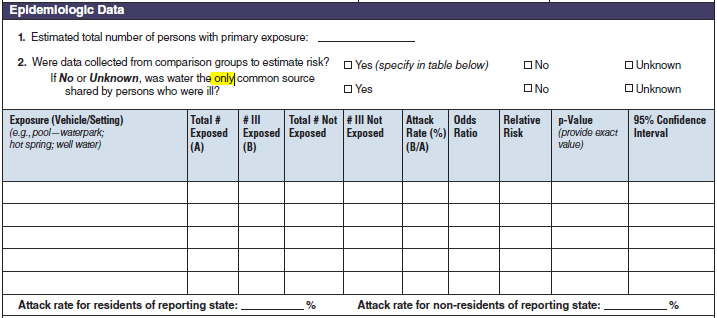 Epidemiologic Data
1. Estimated total number of persons with primary exposure: ____________
2. Were data collected from comparison groups to estimate risk? ☐ Yes (specify in table below) ☐ No ☐ Unknown
If No or Unknown, was water the only common source
shared by persons who were ill? ☐ Yes ☐ No ☐ Unknown
Exposure (Vehicle/Setting) Total # # Ill Total # Not # Ill Not Attack Odds Relative p-Value 95% Confidence
(e.g., pool—waterpark; Exposed Exposed Exposed Exposed Rate (%) Ratio Risk (provide exact Interval
hot spring; well water) (A) (B) (B/A) value)
Attack rate for residents of reporting state: ____________ % Attack rate for non-residents of reporting state: ____________ %